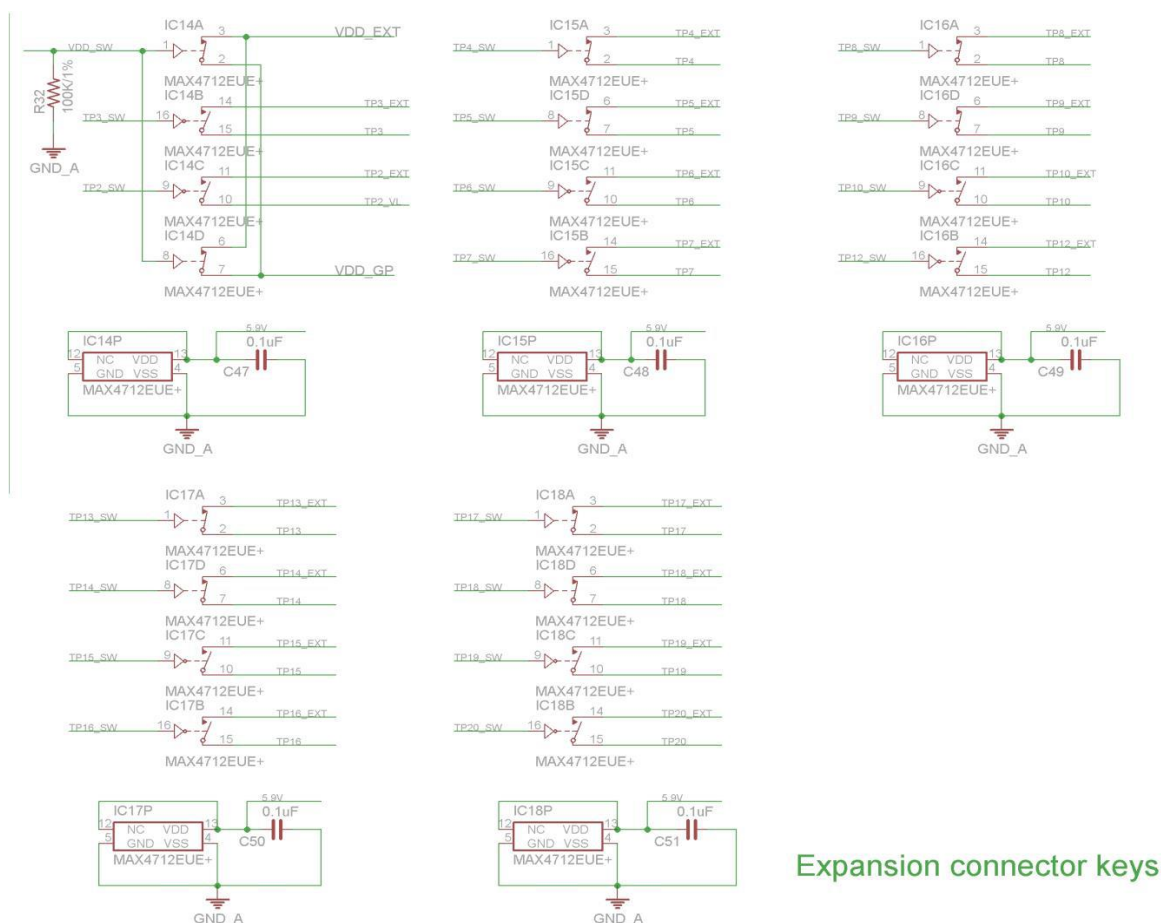 IC14A
VDD_SW 1 3 VDD_EXT
2
MAX4712EUE+
R32
100K/1%
GND_A
IC14B
TP3_SW 16 14 TP3_EXT
15 TP3
MAX4712EUE+
IC14C
TP2_SW 9 11 TP2_EXT
10 TP2_VL
MAX4712EUE+
IC14D
8 6
7 VDD_GP
MAX4712EUE+
IC15A
TP4_SW 1 3 TP4_EXT
2 TP4
MAX4712EUE+
IC15D
TP5_SW 8 6 TP5_EXT
7 TP5
MAX4712EUE+
IC15C
TP6_SW 9 11 TP6_EXT
10 TP6
MAX4712EUE+
IC15B
TP7_SW 16 14 TP7_EXT
15 TP7
MAX4712EUE+
IC16A
TP8_SW 1 3 TP8_EXT
2 TP8
MAX4712EUE+
IC16D
TP9_SW 8 6 TP9_EXT
7 TP9
MAX4712EUE+
IC16C
TP10_SW 9 11 TP10_EXT
10 TP10
MAX4712EUE+
IC16B
TP12_SW 16 14 TP12_EXT
15 TP12
MAX4712EUE+
5.9V
IC14P 0.1uF
12 NC VDD 13
5 GND VSS 4 C47
MAX4712EUE+
GND_A
5.9V
IC15P 0.1uF
12 NC VDD 13
5 GND VSS 4 C48
MAX4712EUE+
GND_A
5.9V
IC16P 0.1uF
12 NC VDD 13
5 GND VSS 4 C49
MAX4712EUE+
GND_A
IC17A
TP13_SW 1 3 TP13_EXT
2 TP13
MAX4712EUE+
IC17D
TP14_SW 8 6 TP14_EXT
7 TP14
MAX4712EUE+
IC17C
TP15_SW 9 11 TP15_EXT
10 TP15
MAX4712EUE+
IC17B
TP16_SW 16 14 TP16_EXT
15 TP16
MAX4712EUE+
IC18A
TP17_SW 1 3 TP17_EXT
2 TP17
MAX4712EUE+
IC18D
TP18_SW 8 6 TP18_EXT
7 TP18
MAX4712EUE+
IC18C
TP19_SW 9 11 TP19_EXT
10 TP19
MAX4712EUE+
IC18B
TP20_SW 16 14 TP20_EXT
15 TP20
MAX4712EUE+
5.9V
IC17P 0.1uF
12 NC VDD 13
5 GND VSS 4 C50
MAX4712EUE+
GND_A
5.9V
IC18P 0.1uF
12 NC VDD 13
5 GND VSS 4 C51
MAX4712EUE+
GND_A
Expansion connector keys